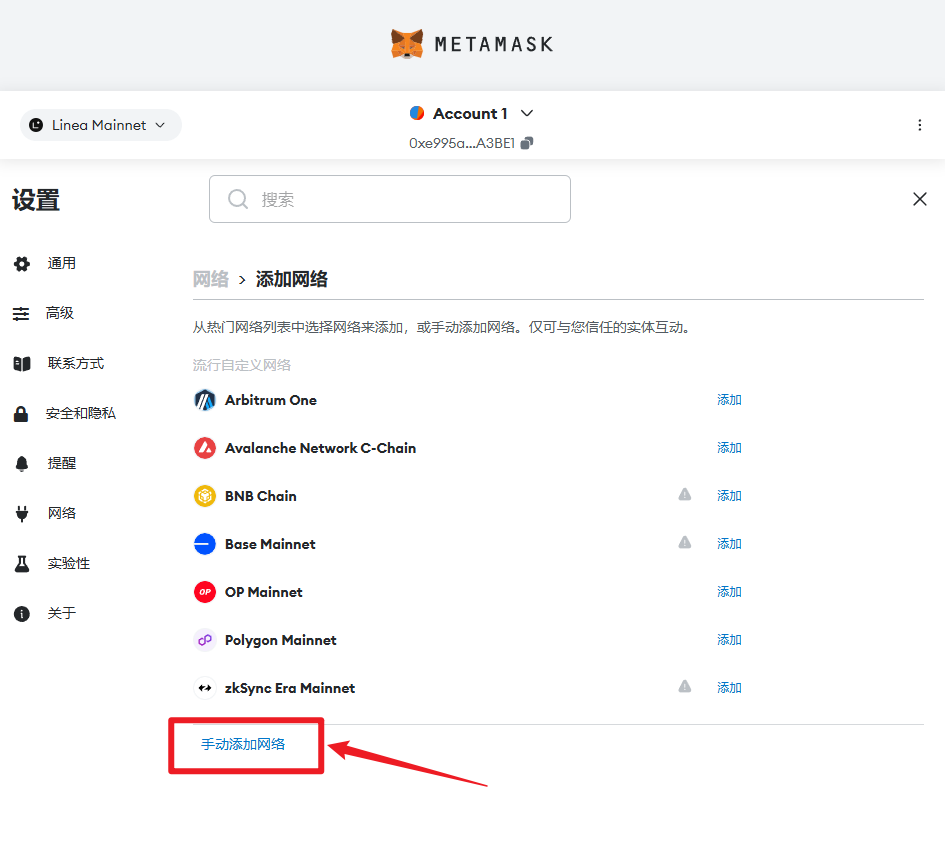 METAMASK
Linea Mainnet
Account 1
0xe995a...A3BE1
设置
搜索
通用
高级
联系方式
安全和隐私
提醒
网络
实验性
关于
网络 > 添加网络
从热门网络列表中选择网络来添加，或手动添加网络。仅可与您信任的实体互动。
流行自定义网络
Arbitrum One 添加
Avalanche Network C-Chain 添加
BNB Chain 添加
Base Mainnet 添加
OP OP Mainnet 添加
Polygon Mainnet 添加
zkSync Era Mainnet 添加
手动添加网络